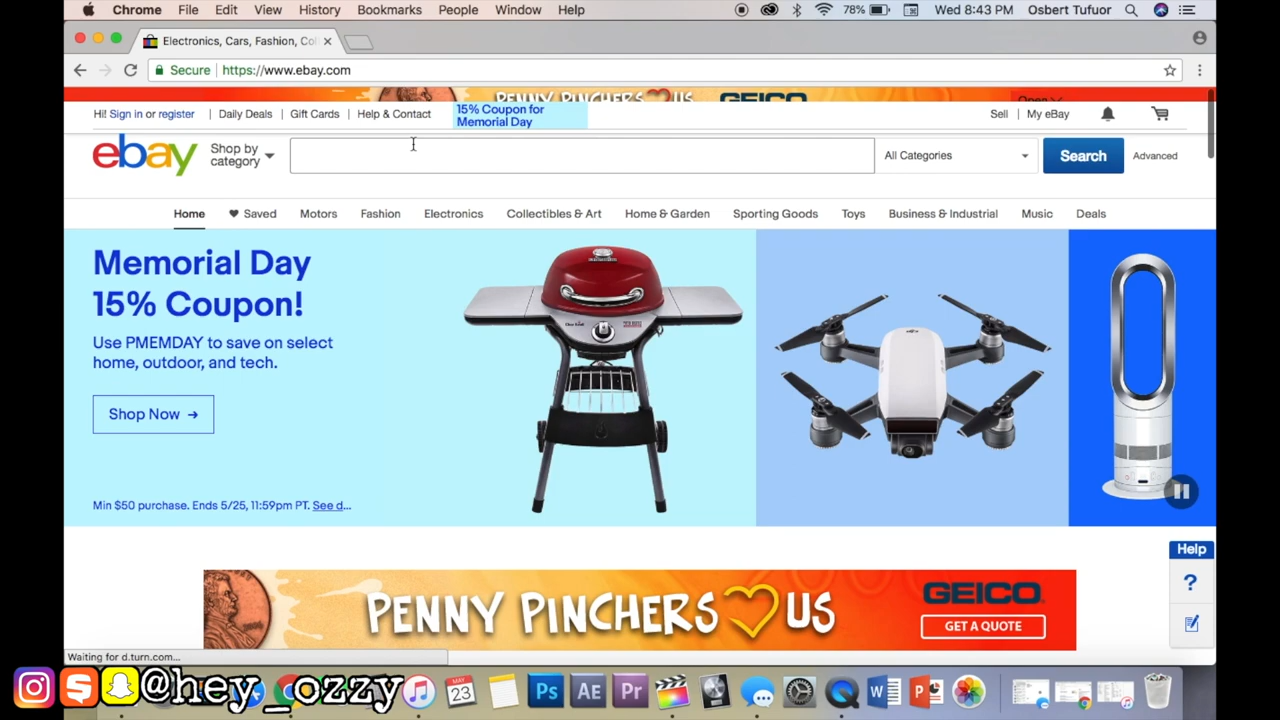 Chrome File Edit View History Bookmarks People Window Help 78% Wed 8:43 PM Osbert Tufuor
Electronics, Cars, Fashion, Col
Secure https://www.ebay.com
PENNY PINCHERS US GEICO Open
Hi! Sign in or register Daily Deals Gift Cards Help & Contact 15% Coupon for
Memorial Day
Sell My eBay
ebay Shop by
category
All Categories Search Advanced
Home Saved Motors Fashion Electronics Collectibles & Art Home & Garden Sporting Goods Toys Business & Industrial Music Deals
Memorial Day
15% Coupon!
Use PMEMDAY to save on select
home, outdoor, and tech.
Shop Now →
Min $50 purchase. Ends 5/25, 11:59pm PT. See d...
Help
?
PENNY PINCHERS US
GEICO
GET A QUOTE
Waiting for d.turn.com...
@hey_ozzy
MAY
23
Ps AE Pr W P